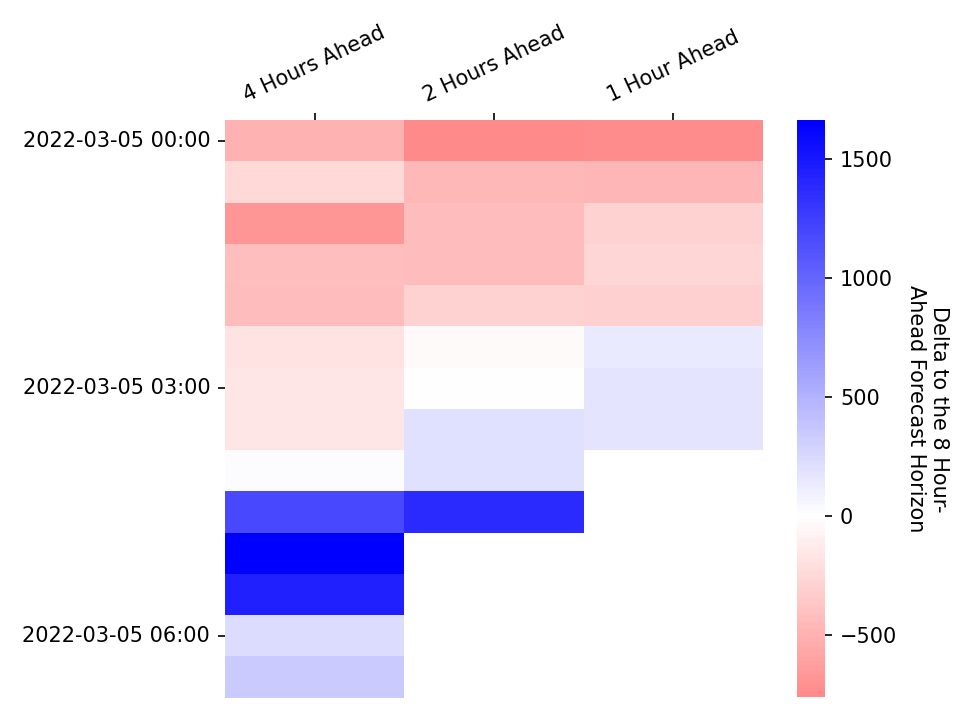 4 Hours Ahead
2 Hours Ahead
1 Hour Ahead
2022-03-05 00:00
2022-03-05 03:00
2022-03-05 06:00
1500
1000
500
0
−500
Delta to the 8 Hour-
Ahead Forecast Horizon